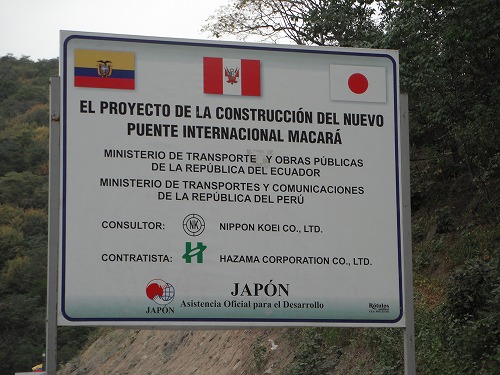 EL PROYECTO DE LA CONSTRUCCIÓN DEL NUEVO
PUENTE INTERNACIONAL MACARÁ
MINISTERIO DE TRANSPORTE Y OBRAS PÚBLICAS
DE LA REPÚBLICA DEL ECUADOR
MINISTERIO DE TRANSPORTES Y COMUNICACIONES
DE LA REPÚBLICA DEL PERÚ
CONSULTOR: NK NIPPON KOEI CO., LTD.
CONTRATISTA: HAZAMA CORPORATION CO., LTD.
JAPÓN
Asistencia Oficial para el Desarrollo
JAPÓN
Rótulos